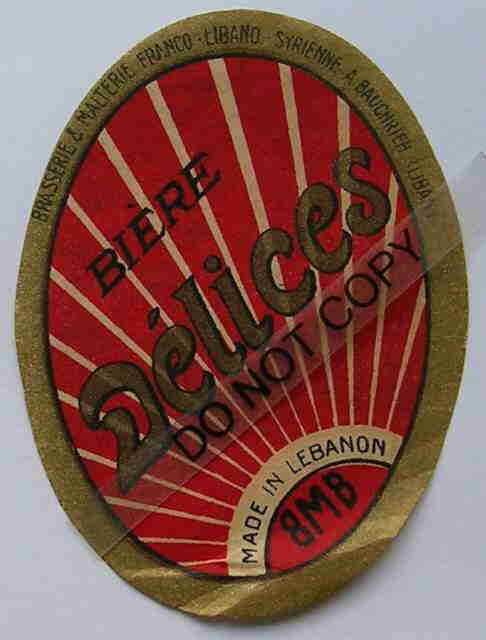 BRASSERIE & MALTERIE FRANCO - LIBANO - SYRIENNE A BAUCHRIEH (LIBAN)
BIÈRE
Délices
DO NOT COPY
MADE IN LEBANON
BMB